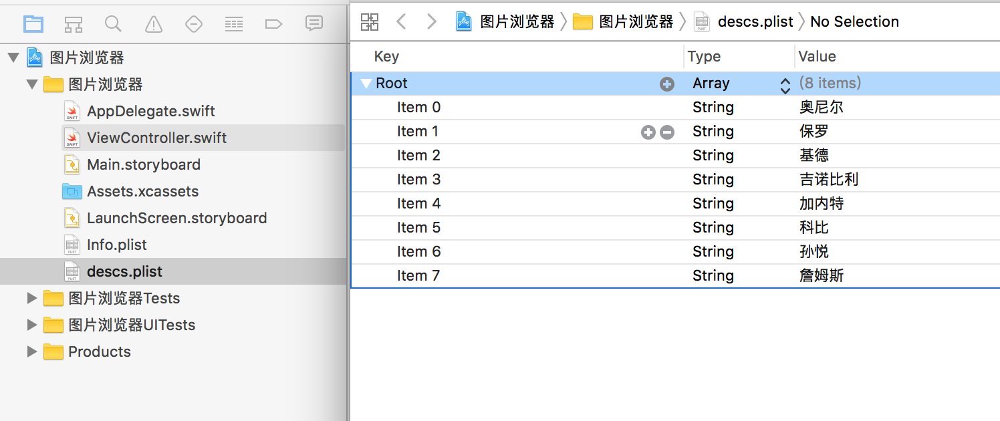 图片浏览器
图片浏览器
AppDelegate.swift
ViewController.swift
Main.storyboard
Assets.xcassets
LaunchScreen.storyboard
Info.plist
descs.plist
图片浏览器Tests
图片浏览器UITests
Products
图片浏览器 图片浏览器 descs.plist No Selection
Key Type Value
Root Array (8 items)
Item 0 String 奥尼尔
Item 1 String 保罗
Item 2 String 基德
Item 3 String 吉诺比利
Item 4 String 加内特
Item 5 String 科比
Item 6 String 孙悦
Item 7 String 詹姆斯